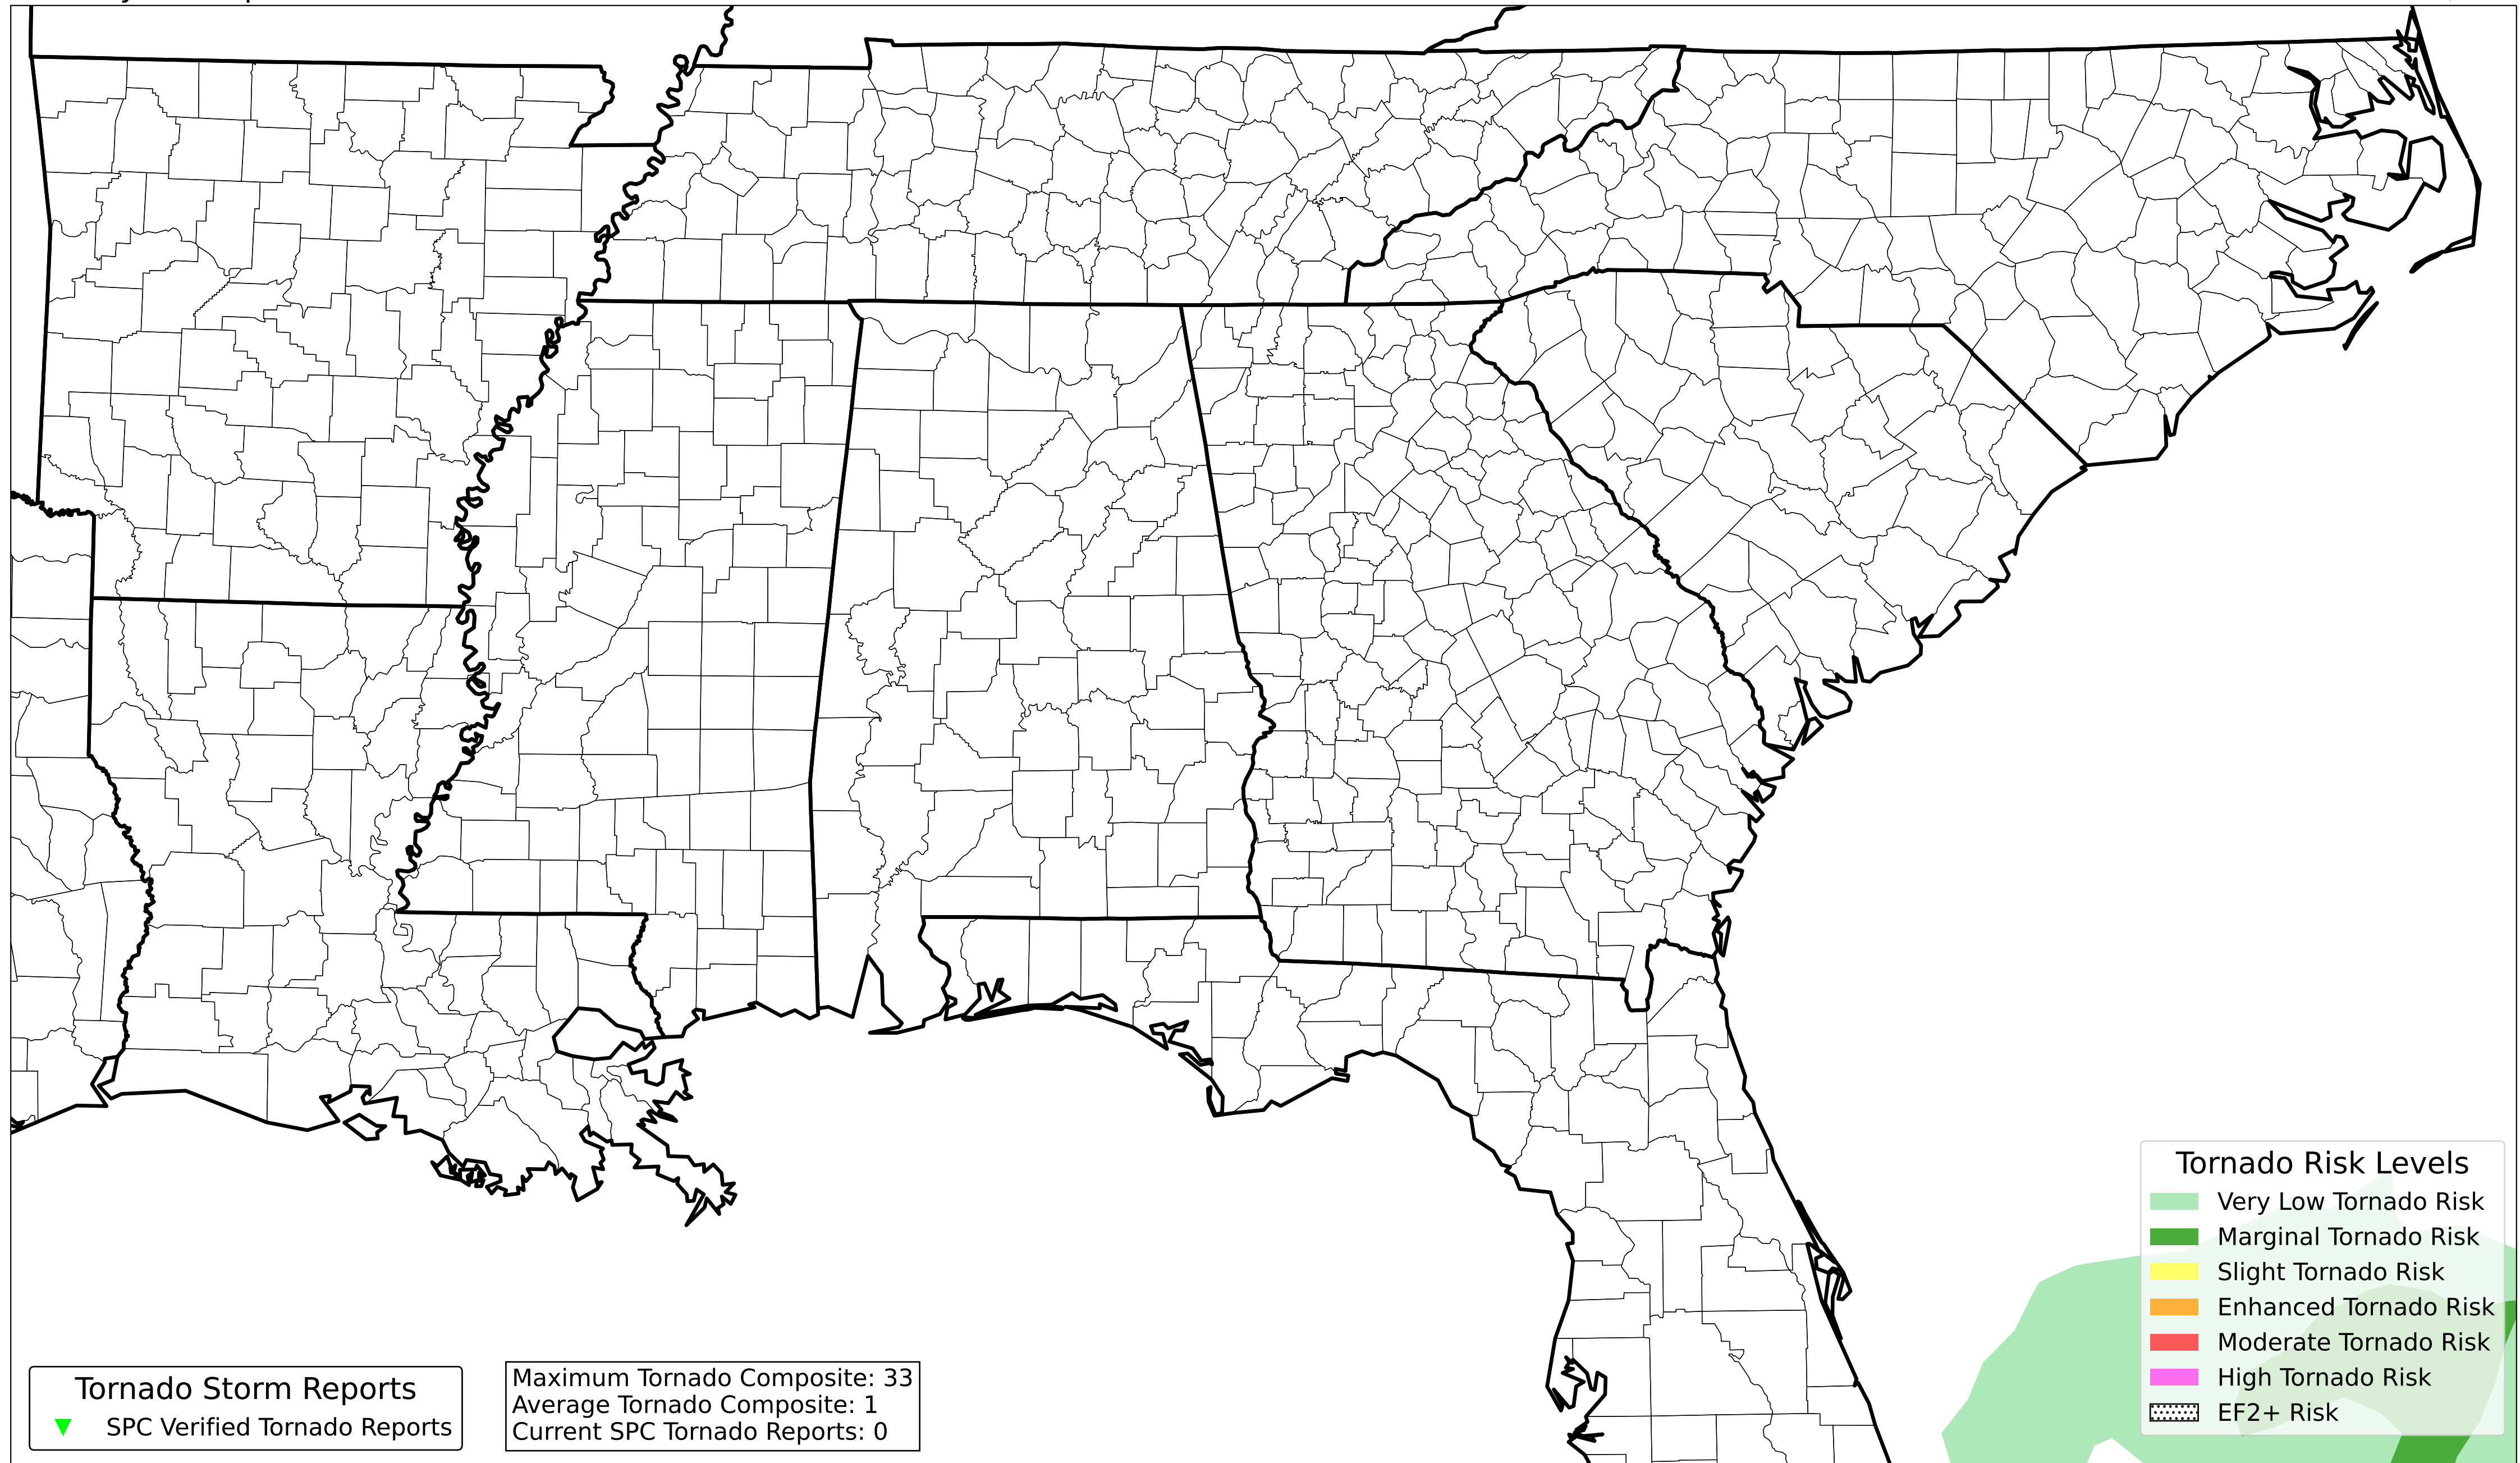 Tornado Risk Levels
Very Low Tornado Risk
Marginal Tornado Risk
Slight Tornado Risk
Enhanced Tornado Risk
Moderate Tornado Risk
High Tornado Risk
EF2+ Risk
Tornado Storm Reports
SPC Verified Tornado Reports
Maximum Tornado Composite: 33
Average Tornado Composite: 1
Current SPC Tornado Reports: 0